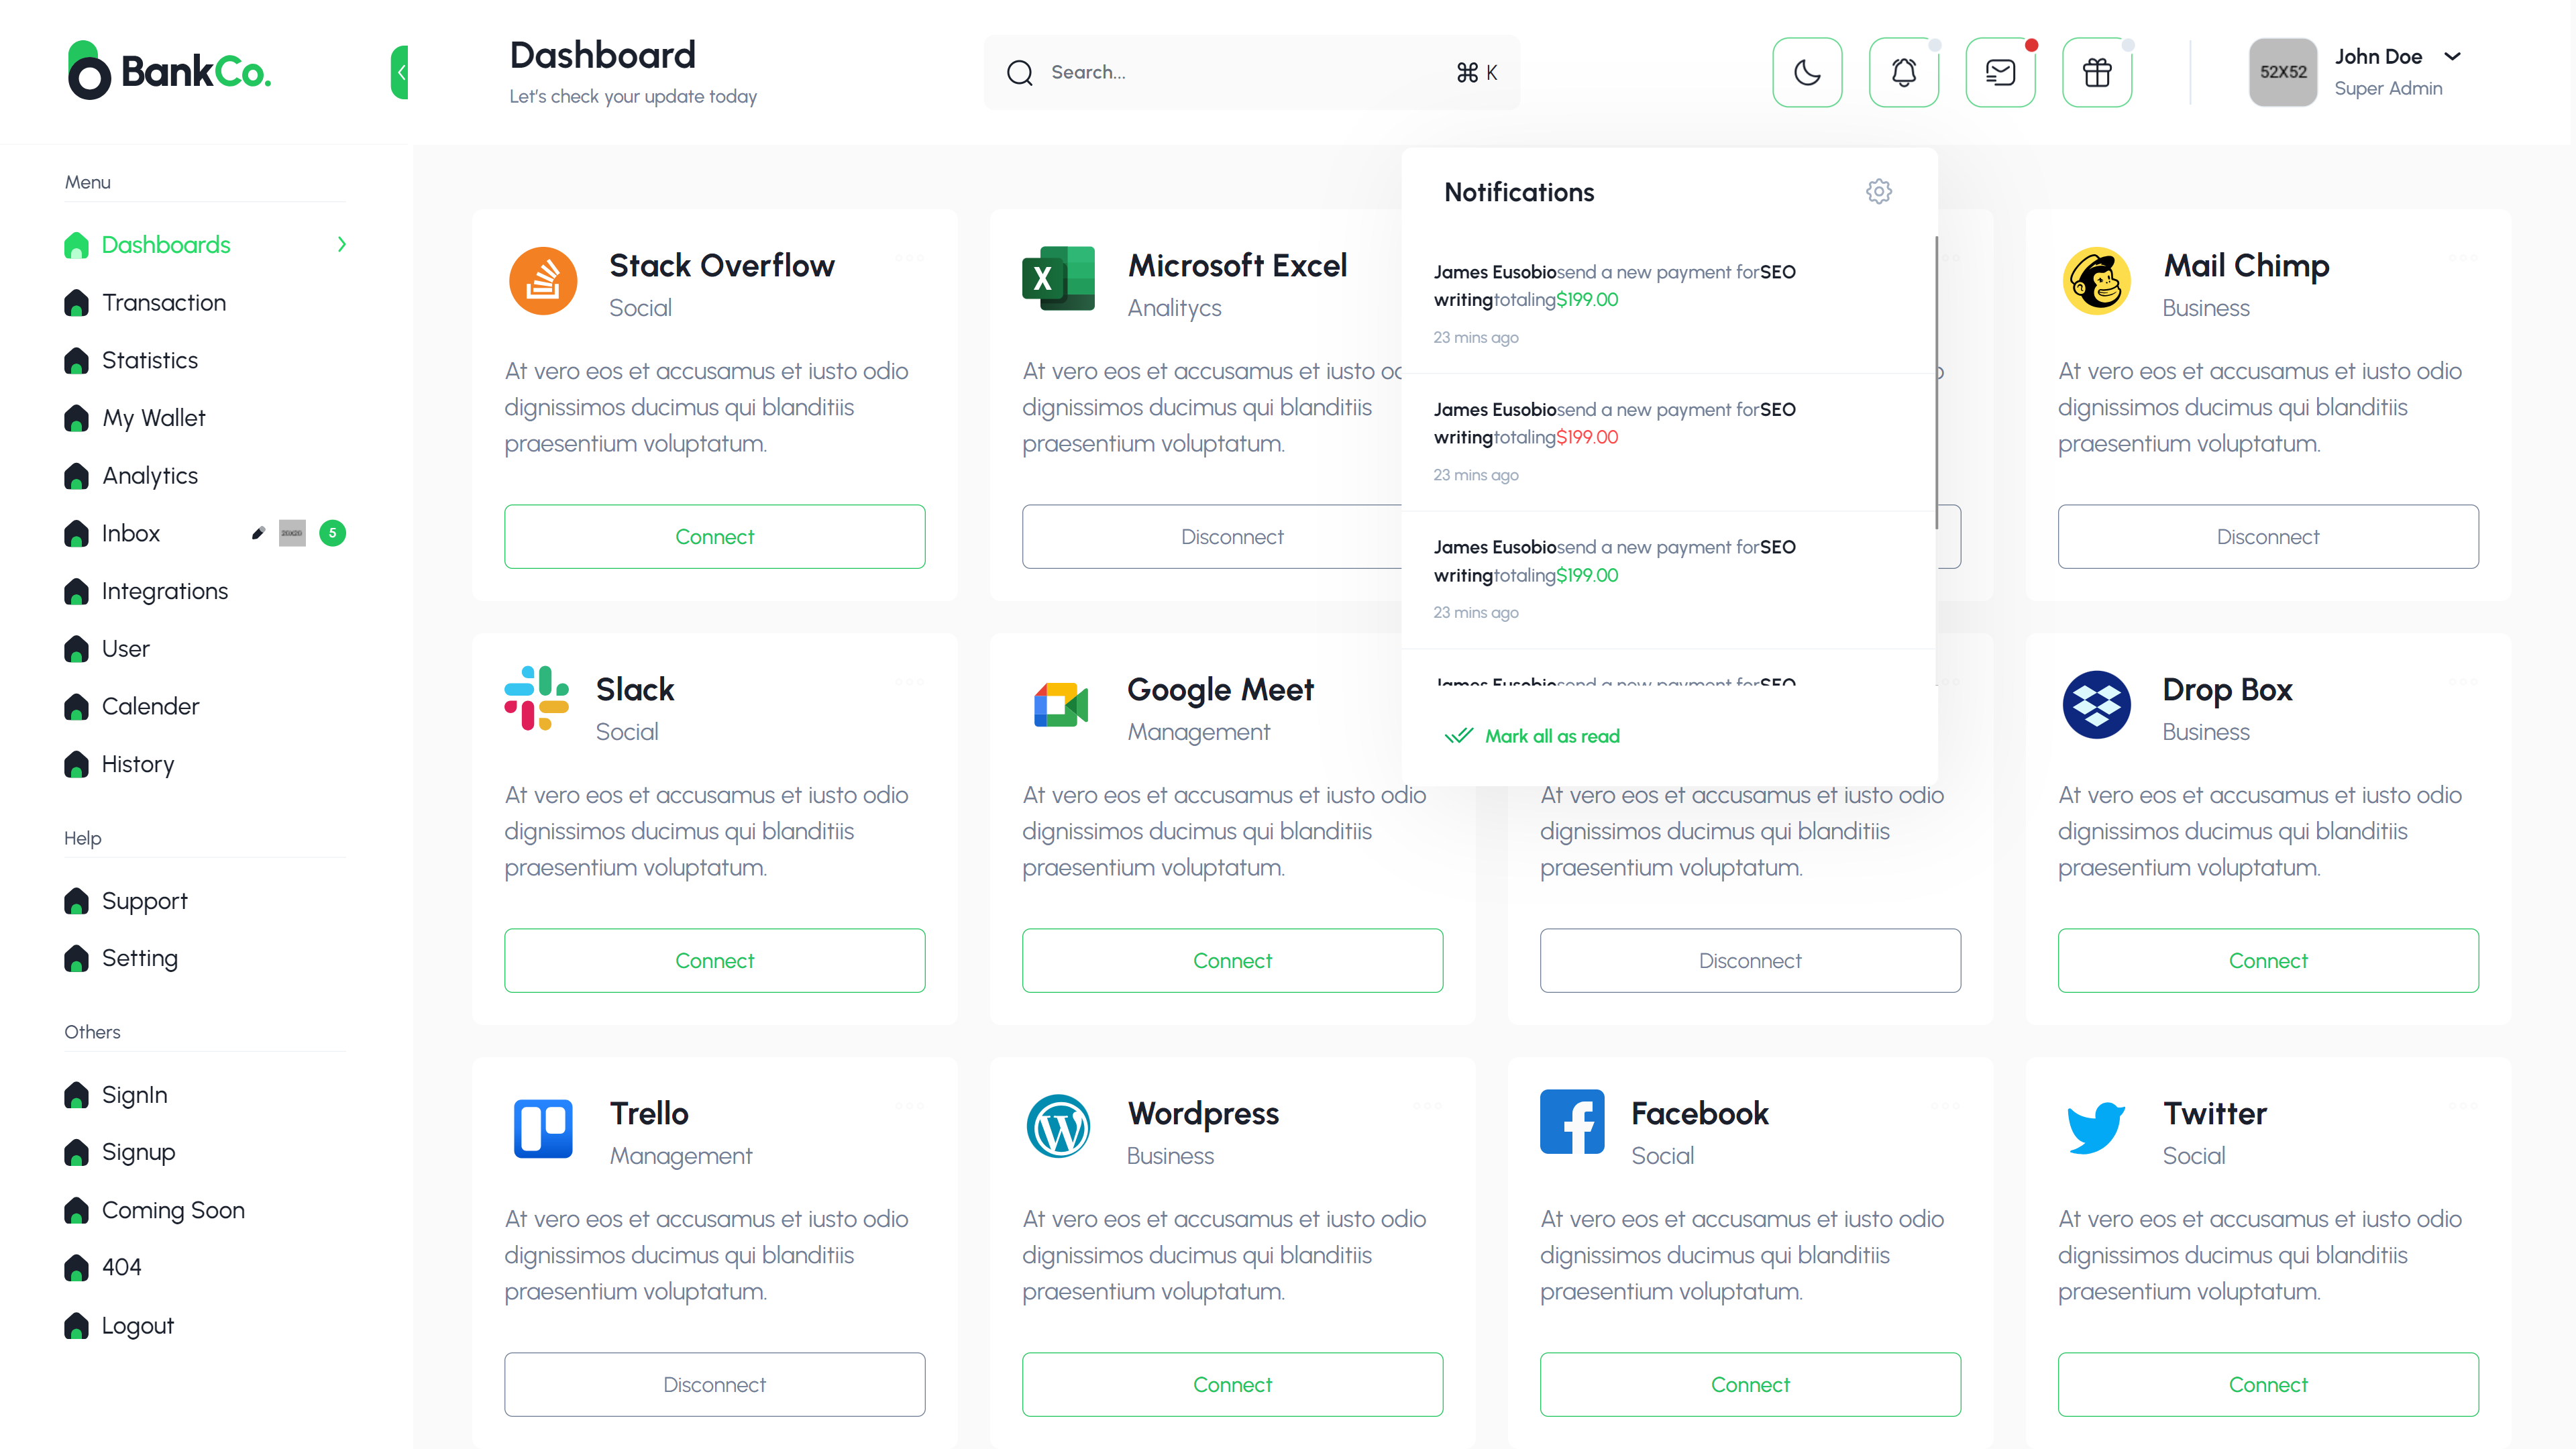 BankCo.
Dashboard
Let's check your update today
Search...
⌘ K
52X52
John Doe
Super Admin
Menu
Dashboards
Transaction
Statistics
My Wallet
Analytics
Inbox
5
Integrations
User
Calender
History
Help
Support
Setting
Others
SignIn
Signup
Coming Soon
404
Logout
Notifications
James Eusobiosend a new payment forSEO
writingtotaling$199.00
23 mins ago
James Eusobiosend a new payment forSEO
writingtotaling$199.00
23 mins ago
James Eusobiosend a new payment forSEO
writingtotaling$199.00
23 mins ago
James Eusobiosend a new payment forSEO
Mark all as read
Stack Overflow
Social
At vero eos et accusamus et iusto odio
dignissimos ducimus qui blanditiis
praesentium voluptatum.
Connect
X
Microsoft Excel
Analitycs
At vero eos et accusamus et iusto
dignissimos ducimus qui blanditiis
praesentium voluptatum.
Disconnect
Mail Chimp
Business
At vero eos et accusamus et iusto odio
dignissimos ducimus qui blanditiis
praesentium voluptatum.
Disconnect
Slack
Social
At vero eos et accusamus et iusto odio
dignissimos ducimus qui blanditiis
praesentium voluptatum.
Connect
Google Meet
Management
At vero eos et accusamus et iusto odio
dignissimos ducimus qui blanditiis
praesentium voluptatum.
Connect
At vero eos et accusamus et iusto odio
dignissimos ducimus qui blanditiis
praesentium voluptatum.
Disconnect
Drop Box
Business
At vero eos et accusamus et iusto odio
dignissimos ducimus qui blanditiis
praesentium voluptatum.
Connect
Trello
Management
At vero eos et accusamus et iusto odio
dignissimos ducimus qui blanditiis
praesentium voluptatum.
Disconnect
Wordpress
Business
At vero eos et accusamus et iusto odio
dignissimos ducimus qui blanditiis
praesentium voluptatum.
Connect
Facebook
Social
At vero eos et accusamus et iusto odio
dignissimos ducimus qui blanditiis
praesentium voluptatum.
Connect
Twitter
Social
At vero eos et accusamus et iusto odio
dignissimos ducimus qui blanditiis
praesentium voluptatum.
Connect